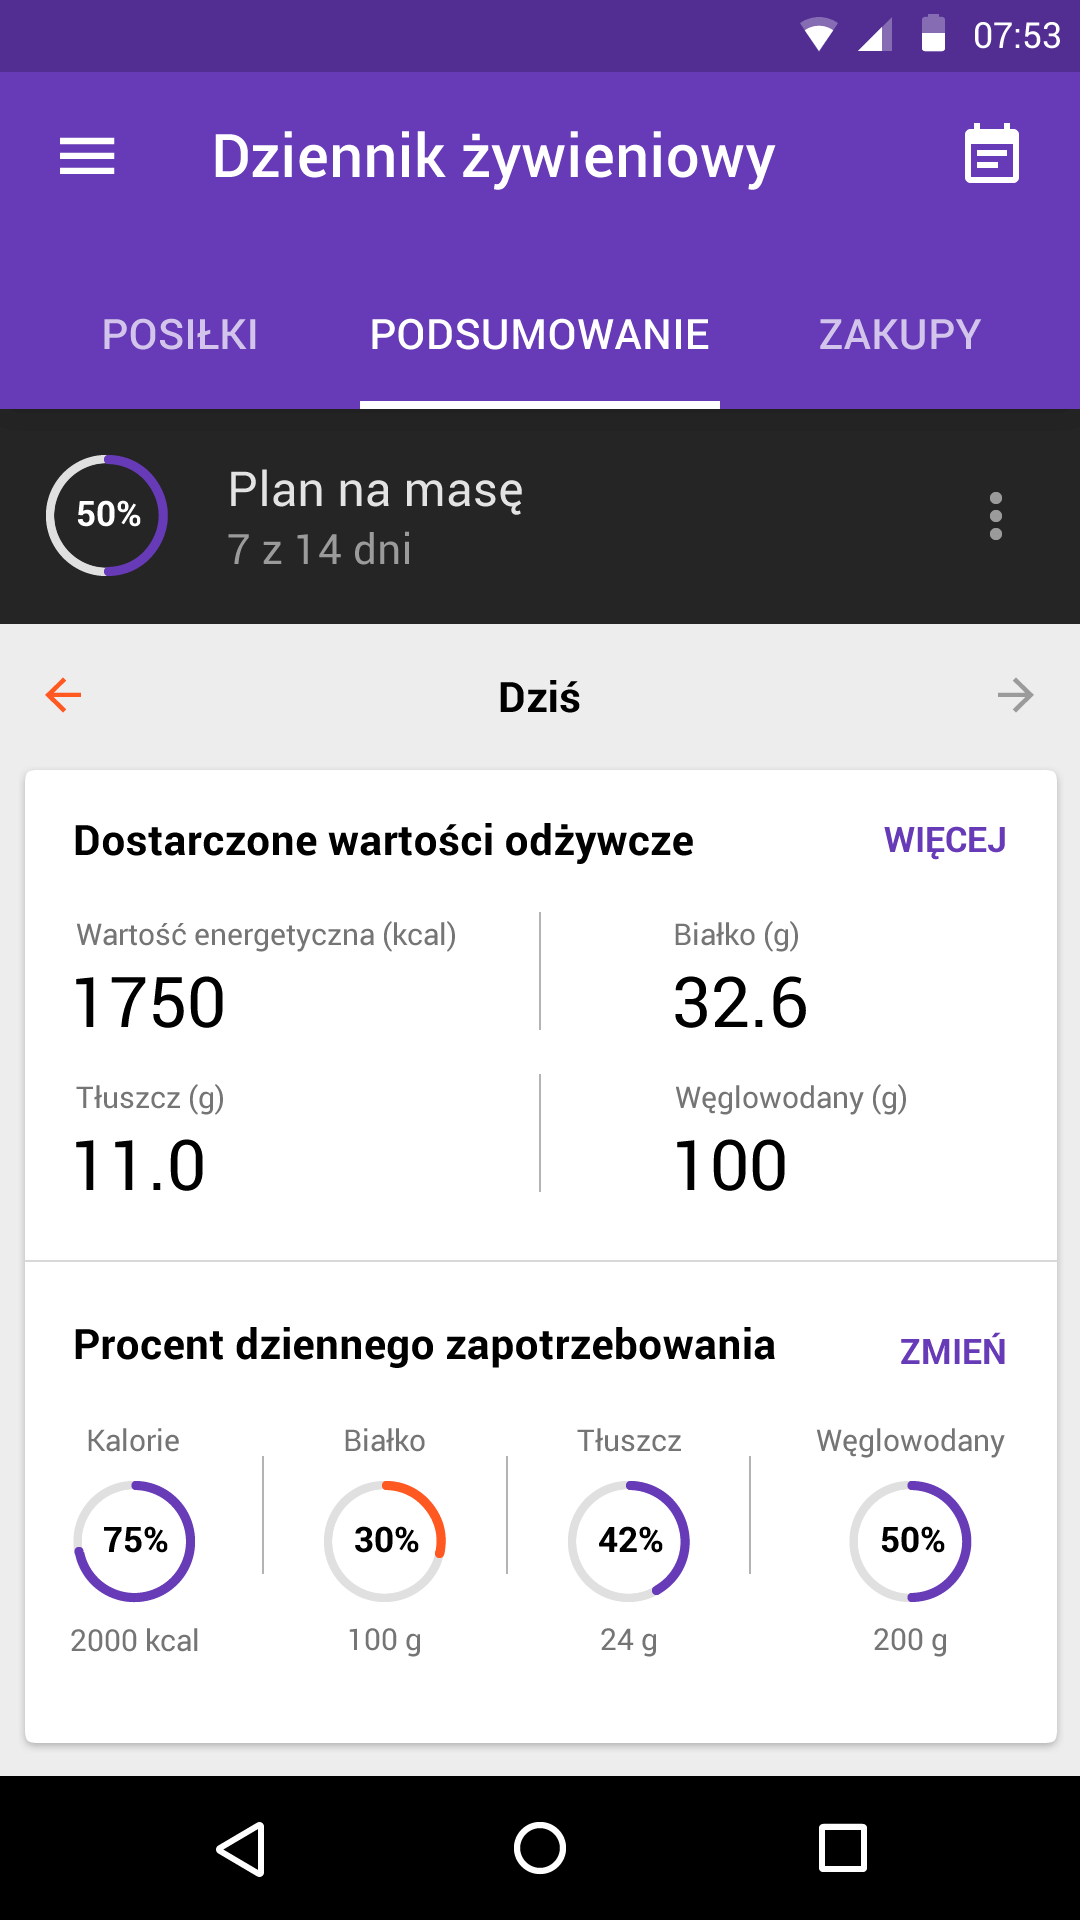 07:53
Dziennik żywieniowy
POSIŁKI PODSUMOWANIE ZAKUPY
50%
Plan na masę
7 z 14 dni
Dziś
Dostarczone wartości odżywcze WIĘCEJ
Wartość energetyczna (kcal) Białko (g)
1750 32.6
Tłuszcz (g) Węglowodany (g)
11.0 100
Procent dziennego zapotrzebowania ZMIEŃ
Kalorie Białko Tłuszcz Węglowodany
75% 30% 42% 50%
2000 kcal 100 g 24 g 200 g